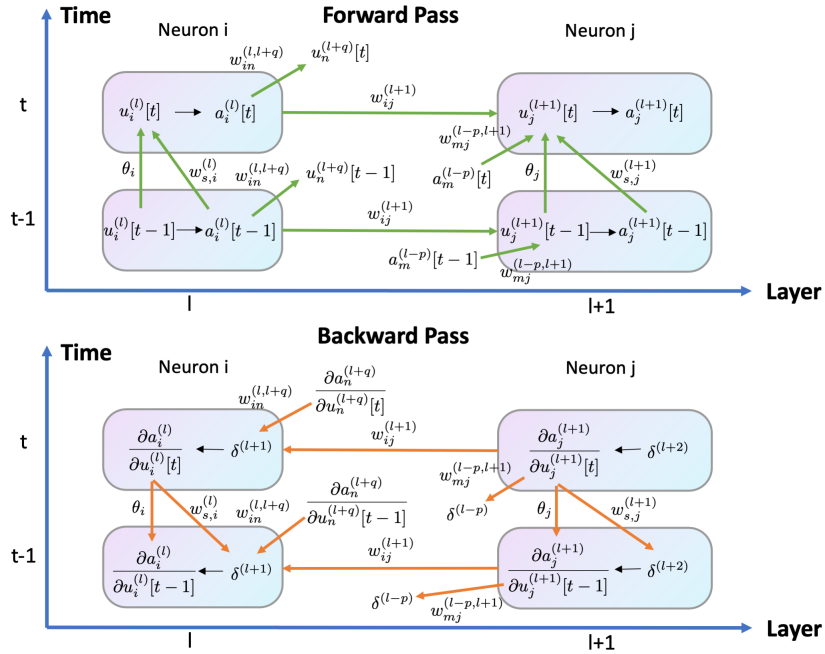 Forward Pass
Time
Neuron i
Neuron j
w_{in}^{(l,l+q)}
u_n^{(l+q)}[t]
t
u_i^{(l)}[t]
a_i^{(l)}[t]
w_{ij}^{(l+1)}
u_j^{(l+1)}[t]
a_j^{(l+1)}[t]
w_{mj}^{(l-p,l+1)}
θ_i
w_{s,i}^{(l)}
w_{in}^{(l,l+q)}
u_n^{(l+q)}[t−1]
a_m^{(l-p)}[t]
θ_j
w_{s,j}^{(l+1)}
t-1
u_i^{(l)}[t−1]
a_i^{(l)}[t−1]
w_{ij}^{(l+1)}
u_j^{(l+1)}[t−1]
a_j^{(l+1)}[t−1]
a_m^{(l-p)}[t−1]
w_{mj}^{(l-p,l+1)}
l
l+1
Layer
Backward Pass
Time
Neuron i
Neuron j
w_{in}^{(l,l+q)}
∂a_n^{(l+q)}
∂u_n^{(l+q)}[t]
t
∂a_i^{(l)}
∂u_i^{(l)}[t]
δ^{(l+1)}
w_{ij}^{(l+1)}
∂a_j^{(l+1)}
∂u_j^{(l+1)}[t]
δ^{(l+2)}
w_{mj}^{(l-p,l+1)}
δ^{(l-p)}
θ_i
w_{s,i}^{(l)}
w_{in}^{(l,l+q)}
∂a_n^{(l+q)}
∂u_n^{(l+q)}[t−1]
θ_j
w_{s,j}^{(l+1)}
t-1
∂a_i^{(l)}
∂u_i^{(l)}[t−1]
δ^{(l+1)}
w_{ij}^{(l+1)}
∂a_j^{(l+1)}
∂u_j^{(l+1)}[t−1]
δ^{(l+2)}
δ^{(l-p)}
w_{mj}^{(l-p,l+1)}
l
l+1
Layer